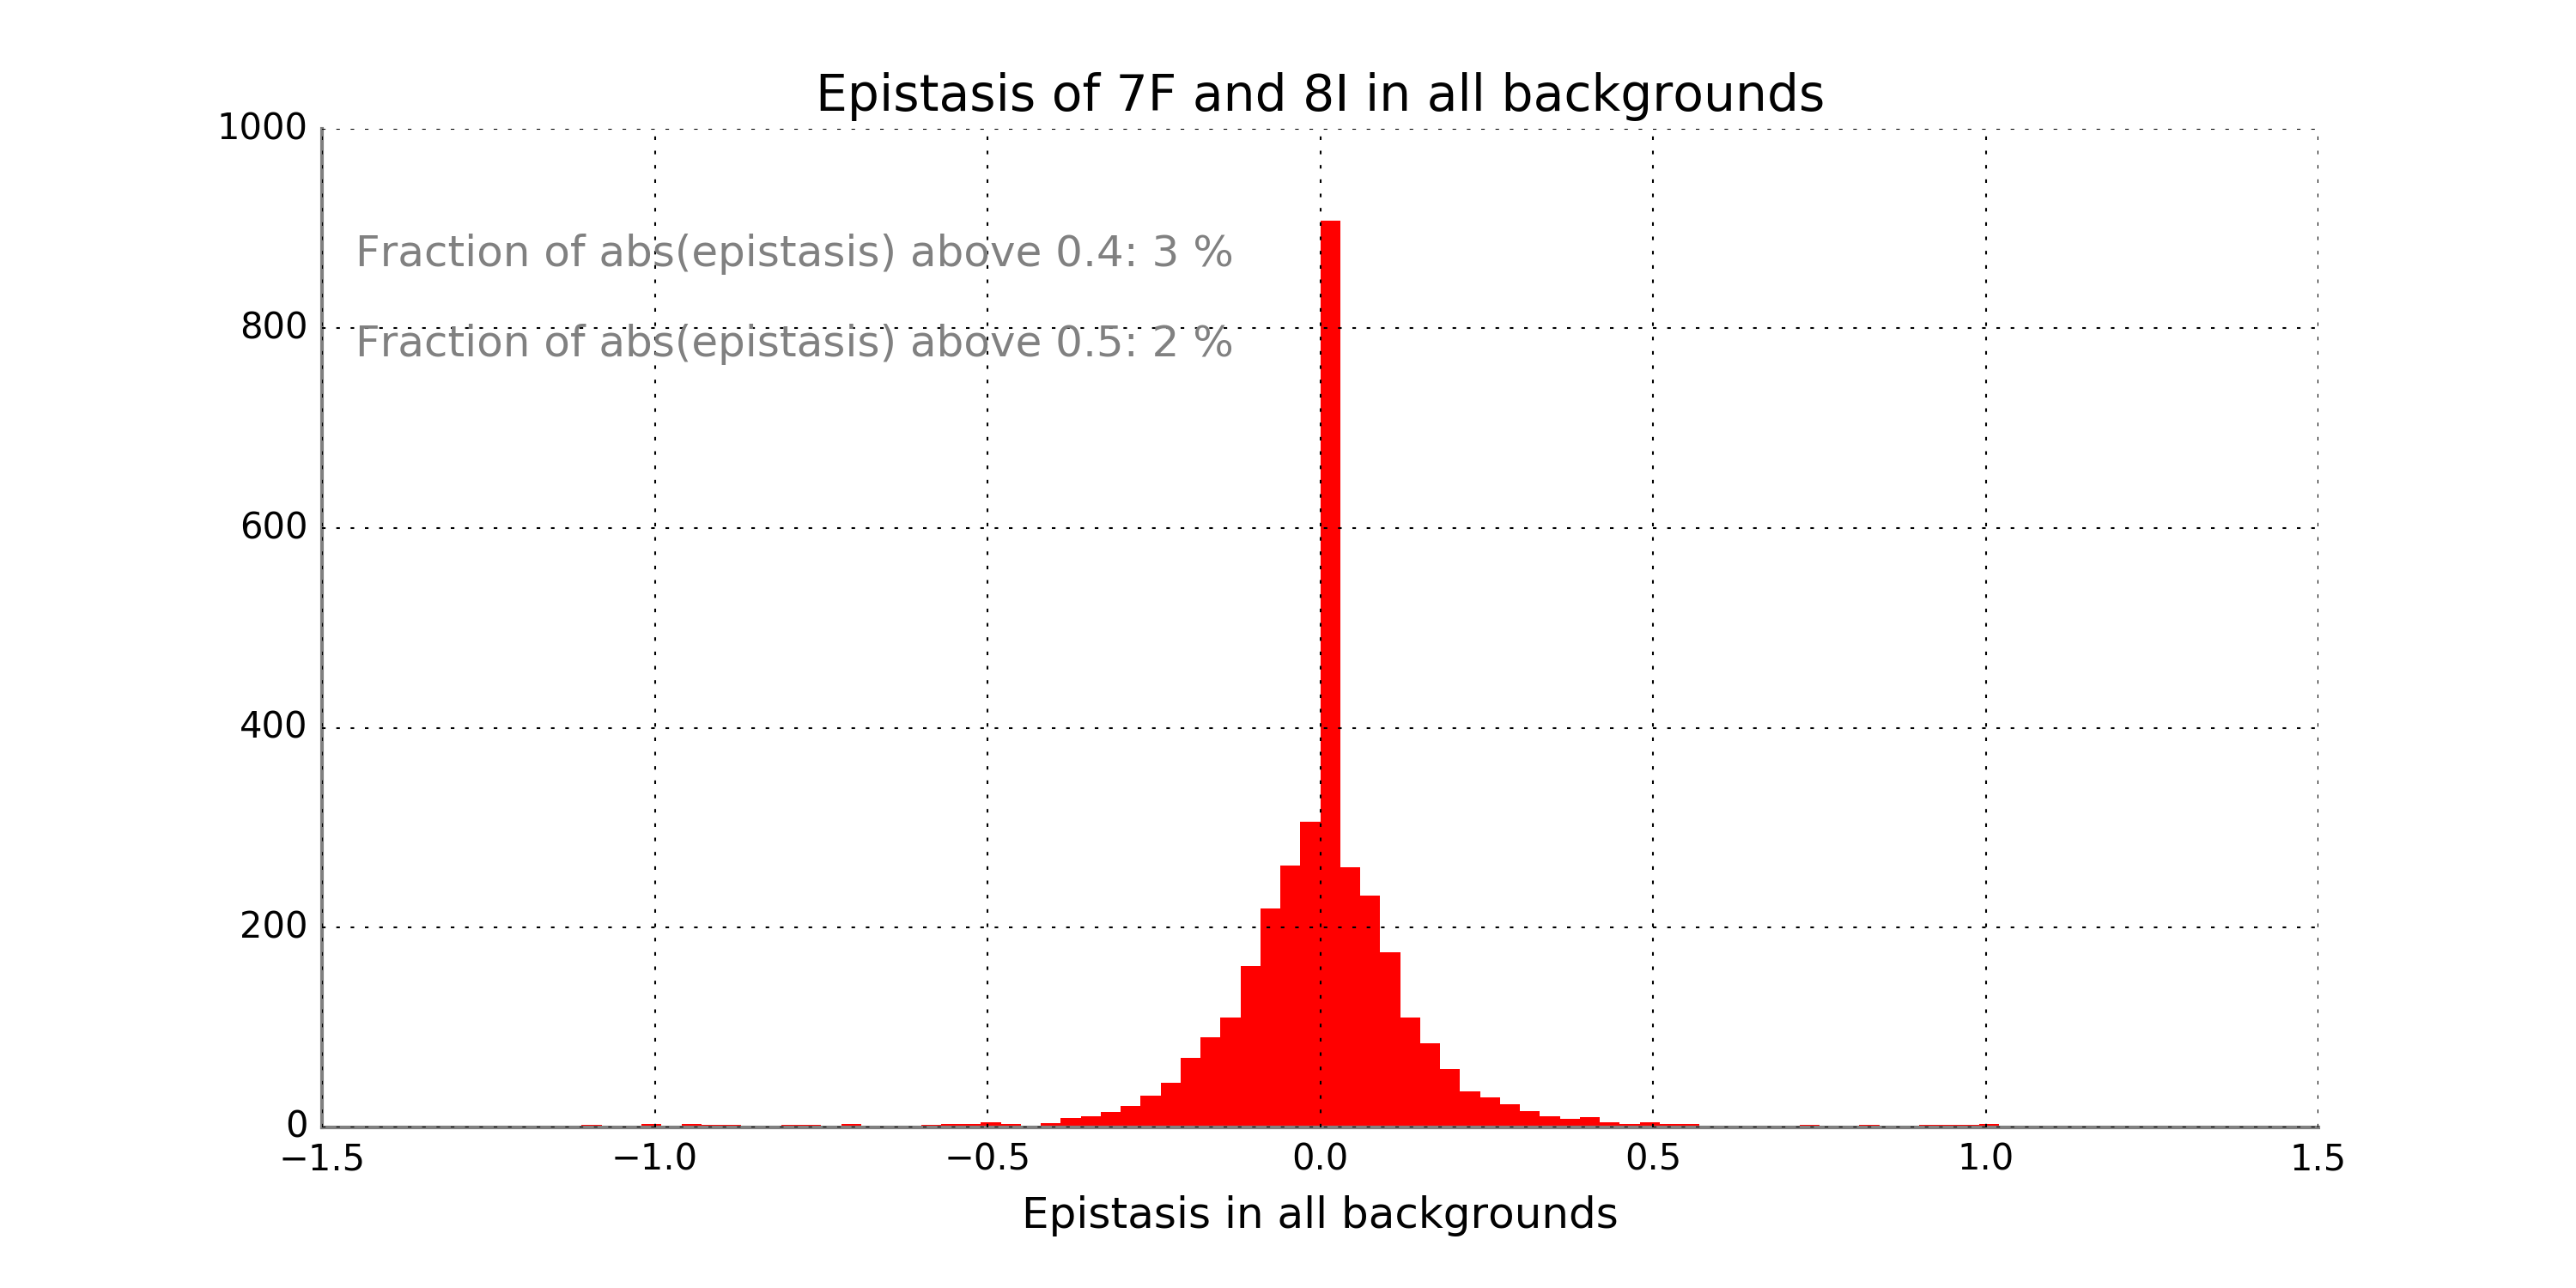 Epistasis of 7F and 8I in all backgrounds
1000
Fraction of abs(epistasis) above 0.4: 3 %
800
Fraction of abs(epistasis) above 0.5: 2 %
600
400
200
0
−1.5 −1.0 −0.5 0.0 0.5 1.0 1.5
Epistasis in all backgrounds